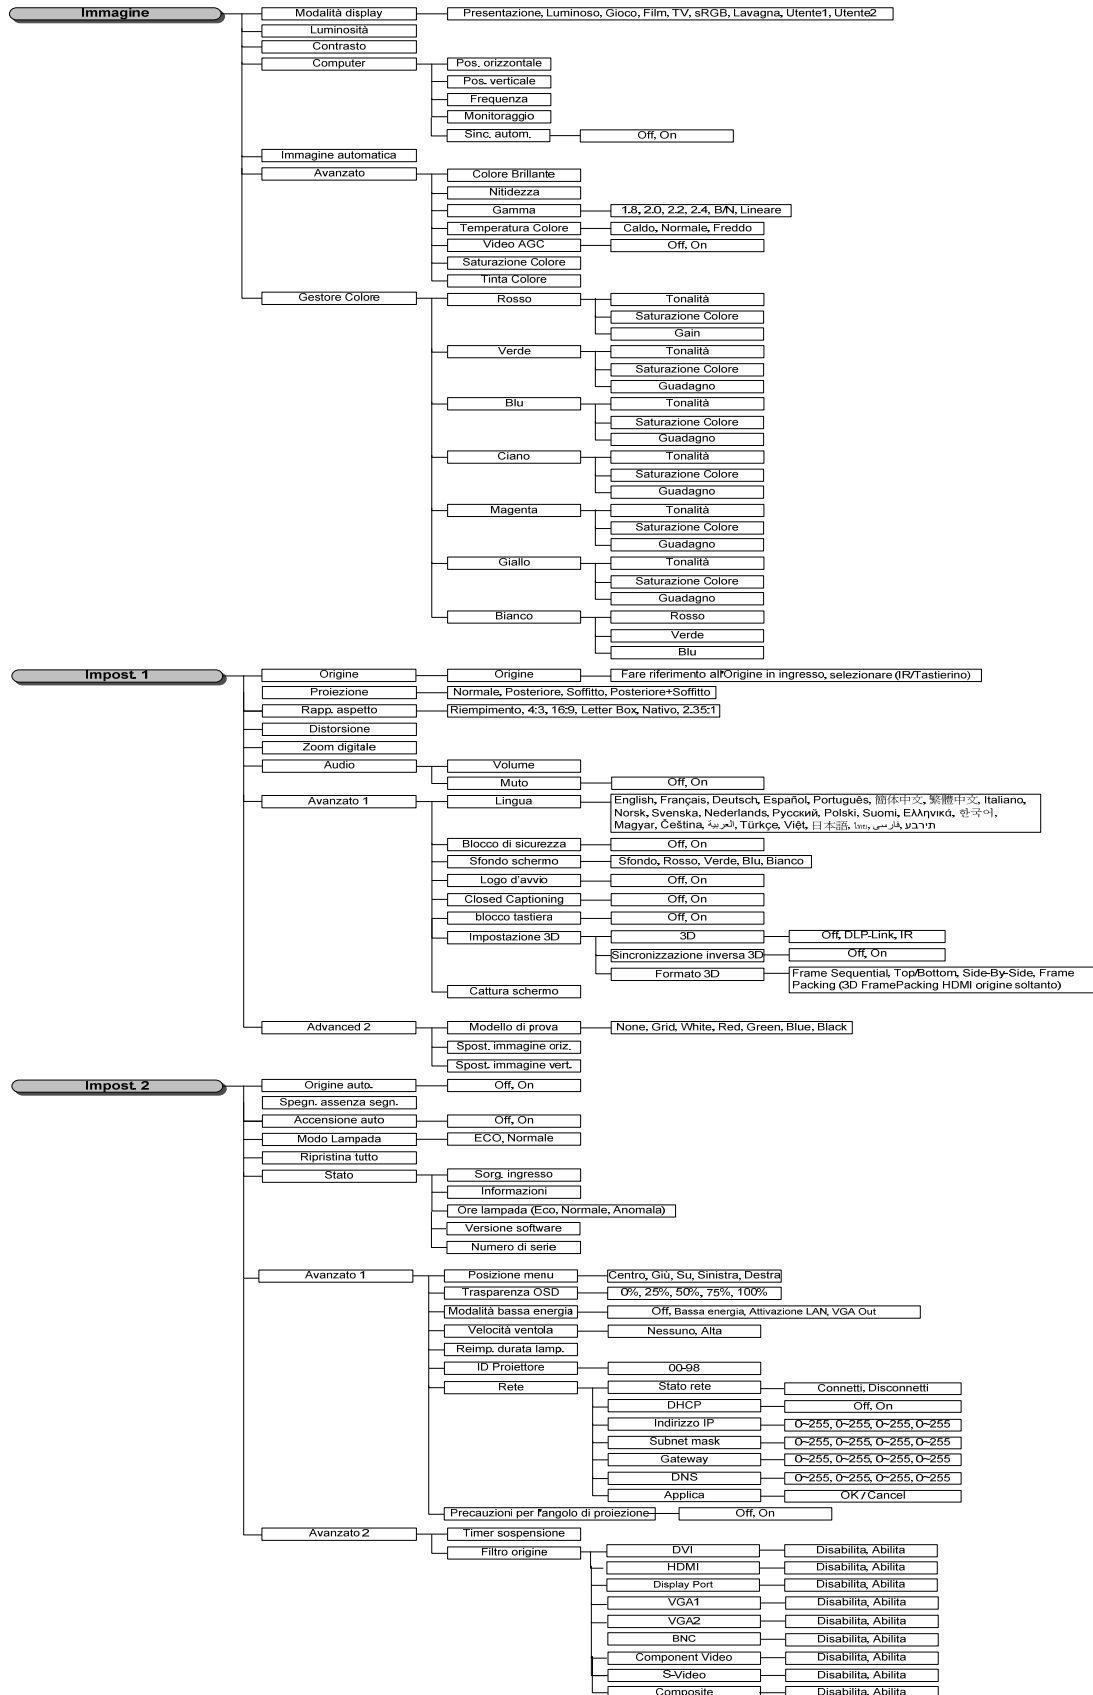 Immagine
Modalità display
Presentazione, Luminoso, Gioco, Film, TV, sRGB, Lavagna, Utente1, Utente2
Luminosità
Contrasto
Computer
Pos. orizzontale
Pos. verticale
Frequenza
Monitoraggio
Sinc. autom.
Off, On
Immagine automatica
Avanzato
Colore Brillante
Nitidezza
Gamma
1.8, 2.0, 2.2, 2.4, B/N, Lineare
Temperatura Colore
Caldo, Normale, Freddo
Video AGC
Off, On
Saturazione Colore
Tinta Colore
Gestore Colore
Rosso
Tonalità
Saturazione Colore
Gain
Verde
Tonalità
Saturazione Colore
Guadagno
Blu
Tonalità
Saturazione Colore
Guadagno
Ciano
Tonalità
Saturazione Colore
Guadagno
Magenta
Tonalità
Saturazione Colore
Guadagno
Giallo
Tonalità
Saturazione Colore
Guadagno
Bianco
Rosso
Verde
Blu
Impost. 1
Origine
Origine
Fare riferimento all'Origine in ingresso, selezionare (IR/Tastierino)
Proiezione
Normale, Posteriore, Soffitto, Posteriore+Soffitto
Rapp. aspetto
Riempimento, 4:3, 16:9, Letter Box, Nativo, 2.35:1
Distorsione
Zoom digitale
Audio
Volume
Muto
Off, On
Avanzato 1
Lingua
English, Français, Deutsch, Español, Português, 簡体中文, 繁體中文, Italiano,
Norsk, Svenska, Nederlands, Русский, Polski, Suomi, Ελληνικά, 한국어,
Magyar, Čeština, العربية, Türkçe, Việt, 日本語, ไทย, فارسی, תירבע
Blocco di sicurezza
Off, On
Sfondo schermo
Sfondo, Rosso, Verde, Blu, Bianco
Logo d'avvio
Off, On
Closed Captioning
Off, On
blocco tastiera
Off, On
Impostazione 3D
3D
Off, DLP-Link, IR
Sincronizzazione inversa 3D
Off, On
Formato 3D
Frame Sequential, Top/Bottom, Side-By-Side, Frame
Packing (3D FramePacking HDMI origine soltanto)
Cattura schermo
Advanced 2
Modello di prova
None, Grid, White, Red, Green, Blue, Black
Spost. immagine oriz.
Spost. immagine vert.
Impost. 2
Origine auto.
Off, On
Spegn. assenza segn.
Accensione auto
Off, On
Modo Lampada
ECO, Normale
Ripristina tutto
Stato
Sorg. ingresso
Informazioni
Ore lampada (Eco, Normale, Anomala)
Versione software
Numero di serie
Avanzato 1
Posizione menu
Centro, Giù, Su, Sinistra, Destra
Trasparenza OSD
0%, 25%, 50%, 75%, 100%
Modalità bassa energia
Off, Bassa energia, Attivazione LAN, VGA Out
Velocità ventola
Nessuno, Alta
Reimp. durata lamp.
ID Proiettore
00-98
Rete
Stato rete
Connetti, Disconnetti
DHCP
Off, On
Indirizzo IP
0~255, 0~255, 0~255, 0~255
Subnet mask
0~255, 0~255, 0~255, 0~255
Gateway
0~255, 0~255, 0~255, 0~255
DNS
0~255, 0~255, 0~255, 0~255
Applica
OK / Cancel
Precauzioni per l'angolo di proiezione
Off, On
Avanzato 2
Timer sospensione
Filtro origine
DVI
Disabilita, Abilita
HDMI
Disabilita, Abilita
Display Port
Disabilita, Abilita
VGA1
Disabilita, Abilita
VGA2
Disabilita, Abilita
BNC
Disabilita, Abilita
Component Video
Disabilita, Abilita
S-Video
Disabilita, Abilita
Composite
Disabilita, Abilita